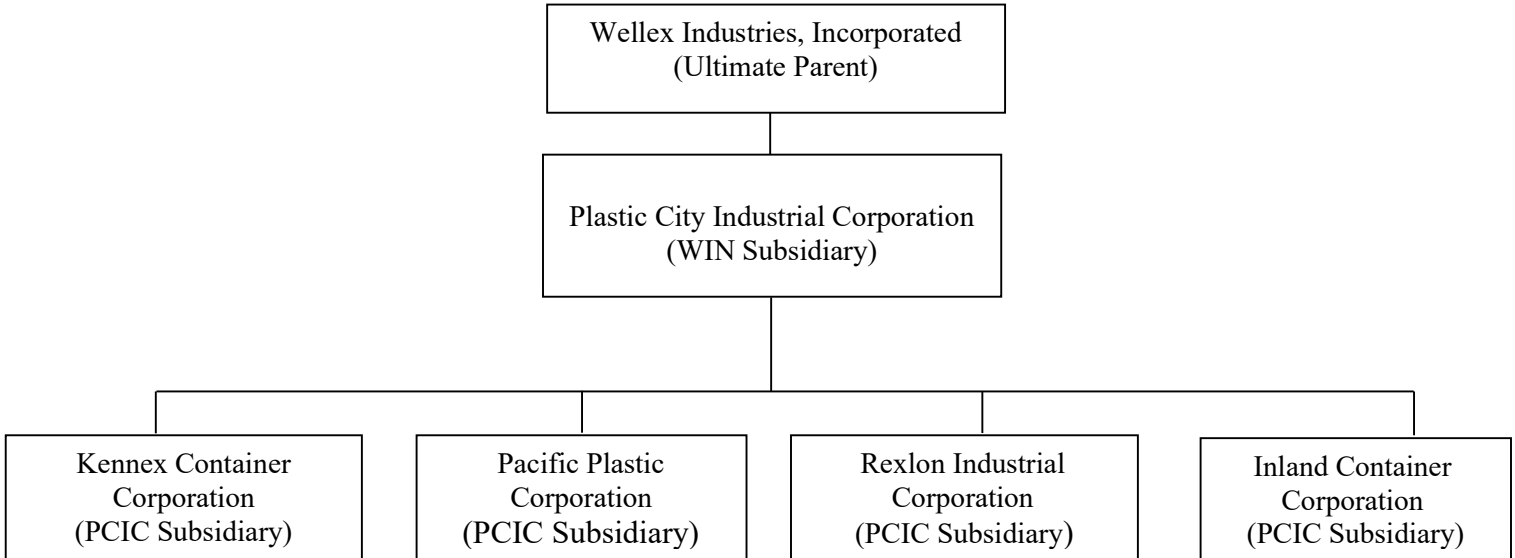 Wellex Industries, Incorporated
(Ultimate Parent)
Plastic City Industrial Corporation
(WIN Subsidiary)
Kennex Container
Corporation
(PCIC Subsidiary)
Pacific Plastic
Corporation
(PCIC Subsidiary)
Rexlon Industrial
Corporation
(PCIC Subsidiary)
Inland Container
Corporation
(PCIC Subsidiary)